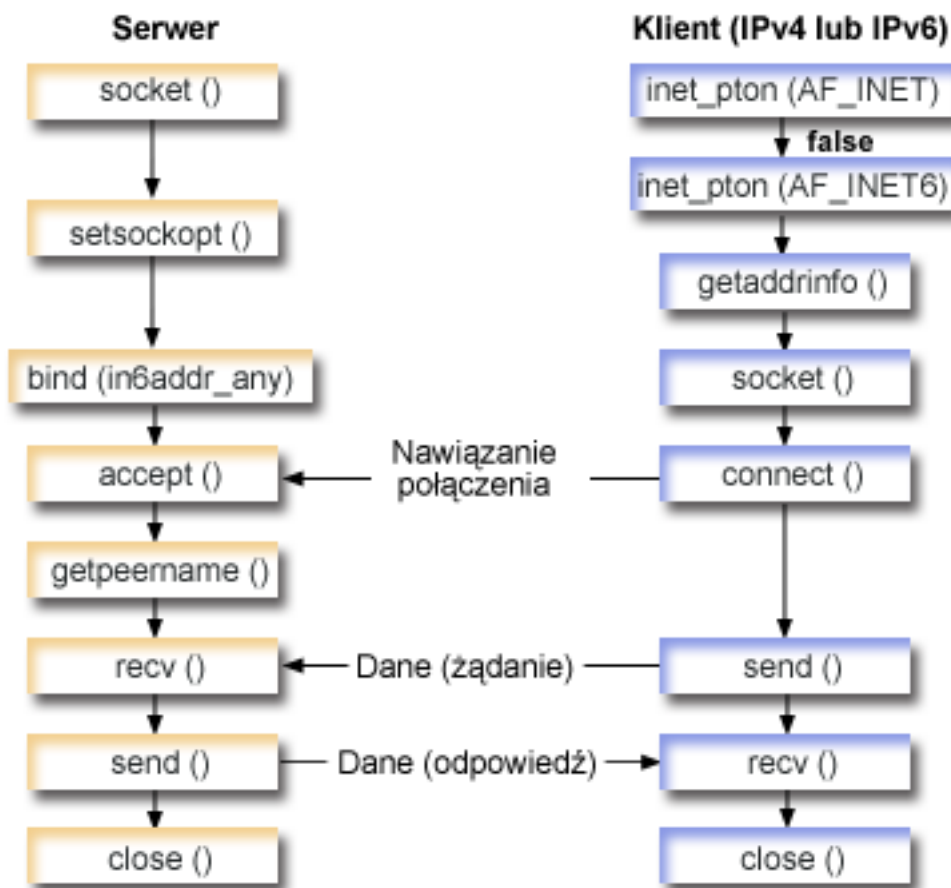 Serwer
socket ()
setsockopt ()
bind (in6addr_any)
accept ()
getpeername ()
recv ()
send ()
close ()
Nawiązanie
połączenia
Dane (żądanie)
Dane (odpowiedź)
Klient (IPv4 lub IPv6)
inet_pton (AF_INET)
false
inet_pton (AF_INET6)
getaddrinfo ()
socket ()
connect ()
send ()
recv ()
close ()